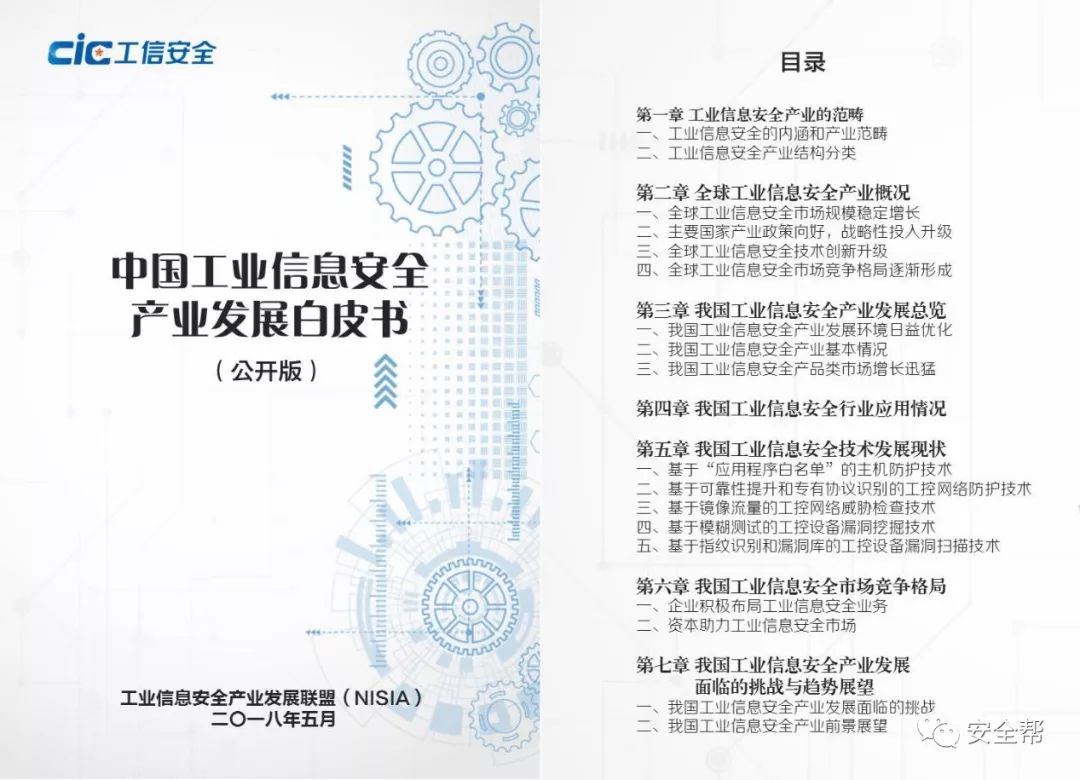 CIC工信安全
中国工业信息安全
产业发展白皮书
（公开版）
工业信息安全产业发展联盟（NISIA）
二〇一八年五月
目录
第一章 工业信息安全产业的范畴
一、工业信息安全的内涵和产业范畴
二、工业信息安全产业结构分类
第二章 全球工业信息安全产业概况
一、全球工业信息安全市场规模稳定增长
二、主要国家产业政策向好，战略性投入升级
三、全球工业信息安全技术创新升级
四、全球工业信息安全市场竞争格局逐渐形成
第三章 我国工业信息安全产业发展总览
一、我国工业信息安全产业发展环境日益优化
二、我国工业信息安全产业基本情况
三、我国工业信息安全产品类市场增长迅猛
第四章 我国工业信息安全行业应用情况
第五章 我国工业信息安全技术发展现状
一、基于“应用程序白名单”的主机防护技术
二、基于可靠性提升和专有协议识别的工控网络防护技术
三、基于镜像流量的工控网络威胁检查技术
四、基于模糊测试的工控设备漏洞挖掘技术
五、基于指纹识别和漏洞库的工控设备漏洞扫描技术
第六章 我国工业信息安全市场竞争格局
一、企业积极布局工业信息安全业务
二、资本助力工业信息安全市场
第七章 我国工业信息安全产业发展
面临的挑战与趋势展望
一、我国工业信息安全产业发展面临的挑战
二、我国工业信息安全产业前景展望
安全帮